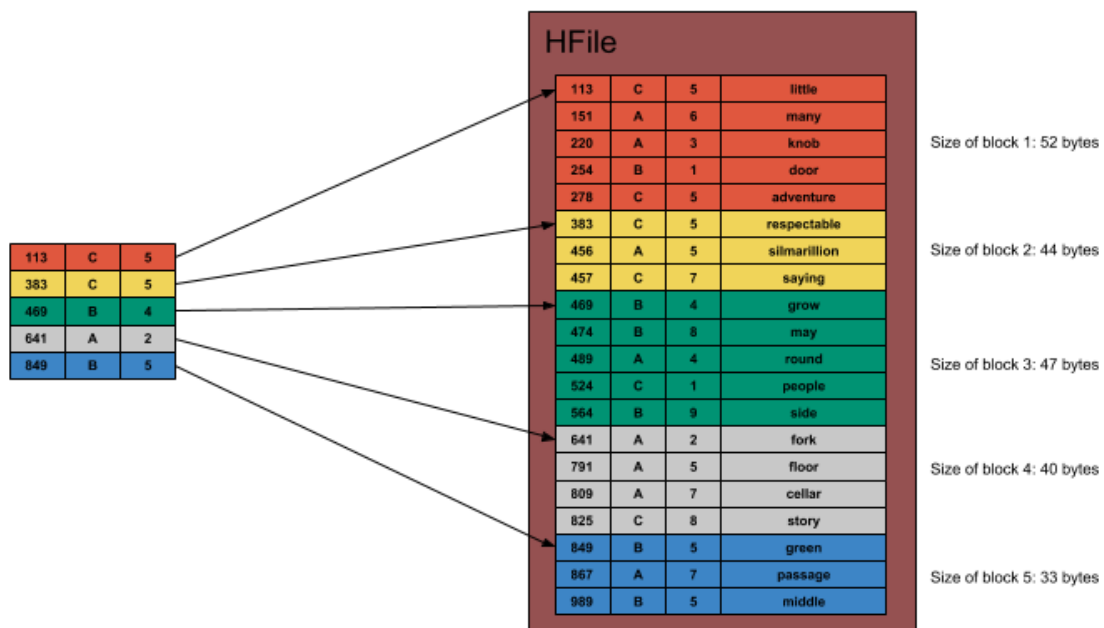 HFile
113 C 5 little
151 A 6 many
220 A 3 knob
254 B 1 door
278 C 5 adventure
383 C 5 respectable
456 A 5 silmarillion
457 C 7 saying
469 B 4 grow
474 B 8 may
489 A 4 round
524 C 1 people
564 B 9 side
641 A 2 fork
791 A 5 floor
809 A 7 cellar
825 C 8 story
849 B 5 green
867 A 7 passage
989 B 5 middle
113 C 5
383 C 5
469 B 4
641 A 2
849 B 5
Size of block 1: 52 bytes
Size of block 2: 44 bytes
Size of block 3: 47 bytes
Size of block 4: 40 bytes
Size of block 5: 33 bytes